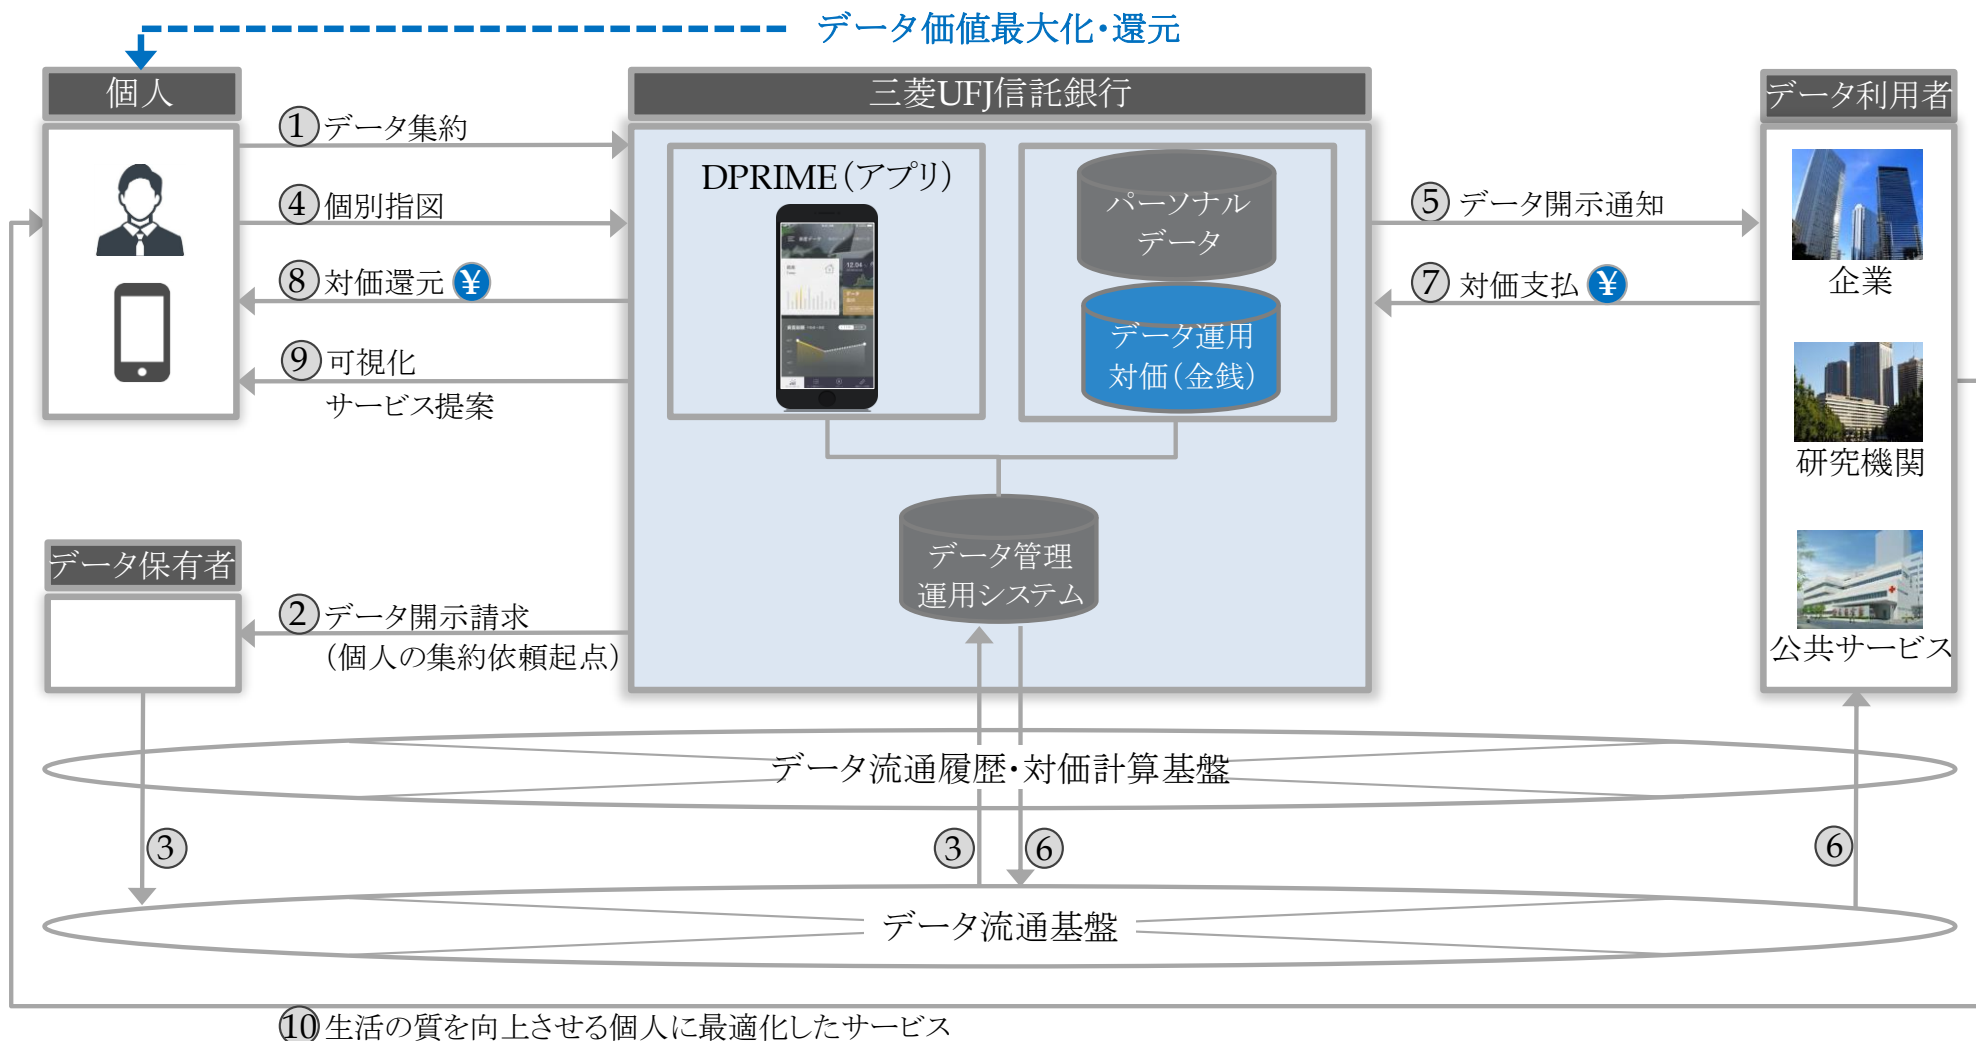 データ価値最大化・還元
個人
三菱UFJ信託銀行
データ利用者
①データ集約
④個別指図
⑧対価還元 ¥
⑨可視化
サービス提案
DPRIME（アプリ）
パーソナル
データ
データ運用
対価（金銭）
⑤データ開示通知
⑦対価支払 ¥
企業
研究機関
公共サービス
データ管理
運用システム
データ保有者
②データ開示請求
（個人の集約依頼起点）
データ流通履歴・対価計算基盤
③
③
⑥
⑥
データ流通基盤
⑩生活の質を向上させる個人に最適化したサービス